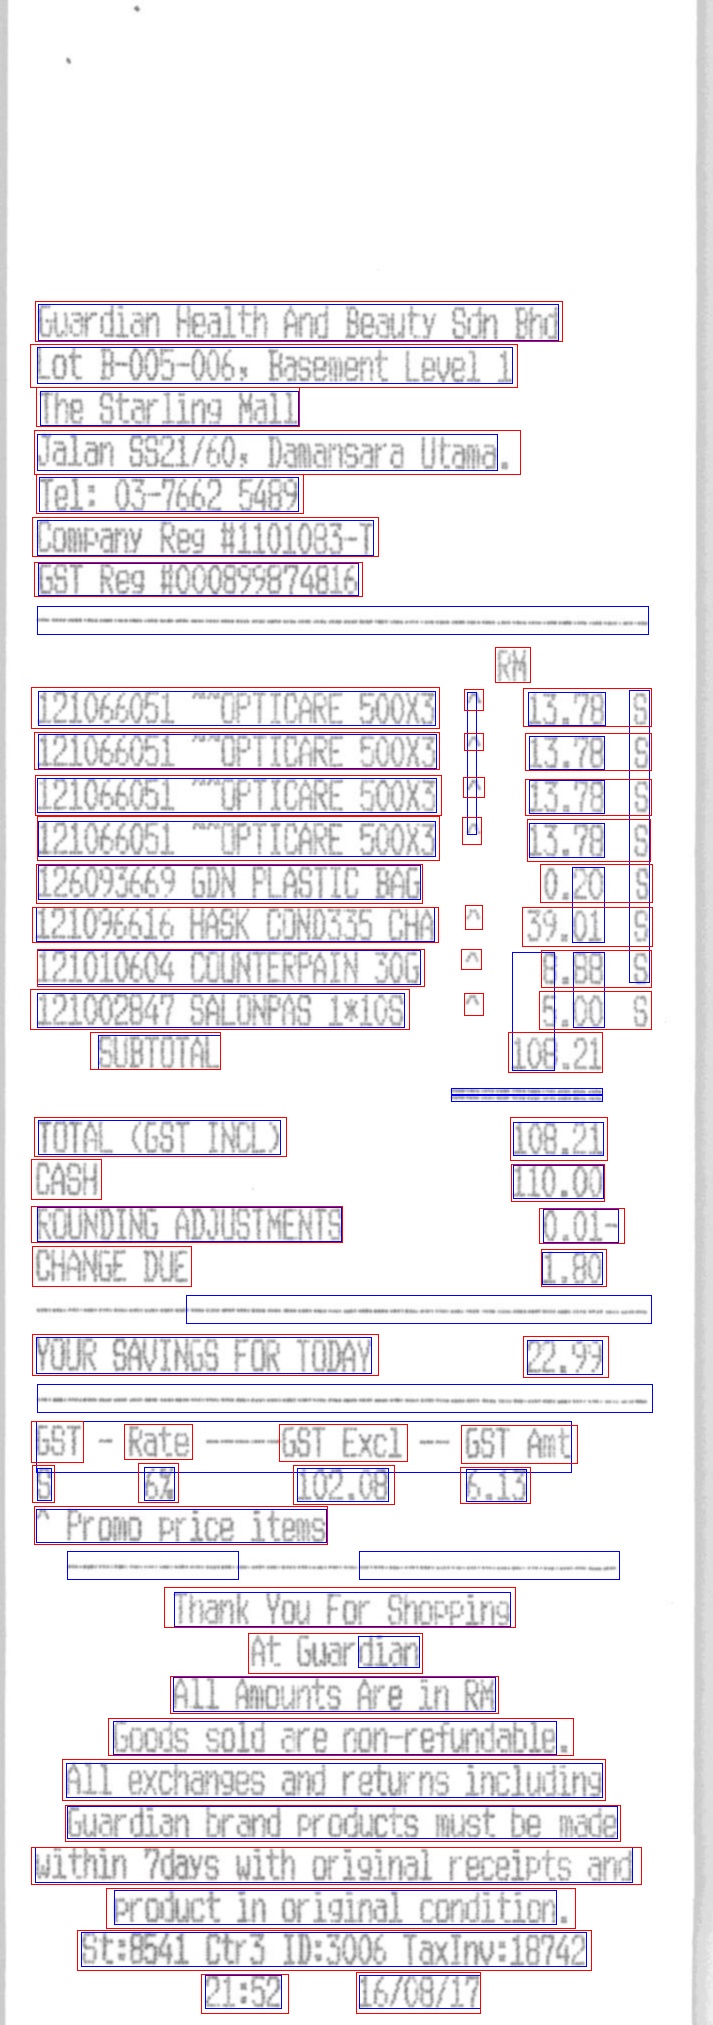 Guardian Health And Beauty Sdn Bhd
Lot B-005-006, Basement Level 1
The Starling Mall
Jalan SS21/60, Damansara Utama.
Tel: 03-7662 5489
Company Reg #1101083-T
GST Reg #000899874816
RM
121066051 ~~OPTICARE 500X3 ^ 13.78 S
121066051 ~~OPTICARE 500X3 ^ 13.78 S
121066051 ~~OPTICARE 500X3 ^ 13.78 S
121066051 ~~OPTICARE 500X3 ^ 13.78 S
126093669 GDN PLASTIC BAG 0.20 S
121096616 HASK COND335 CHA ^ 39.01 S
121010604 COUNTERPAIN 30G ^ 8.88 S
121002847 SALONPAS 1*10S ^ 5.00 S
SUBTOTAL 108.21
TOTAL (GST INCL) 108.21
CASH 110.00
ROUNDING ADJUSTMENTS 0.01-
CHANGE DUE 1.80
YOUR SAVINGS FOR TODAY 22.99
GST - Rate -----GST Excl -- GST Amt
S 6% 102.08 6.13
^ Promo price items
Thank You For Shopping
At Guardian
All Amounts Are in RM
Goods sold are non-refundable.
All exchanges and returns including
Guardian brand products must be made
within 7days with original receipts and
product in original condition.
St:8541 Ctr3 ID:3006 TaxInv:18742
21:52 16/08/17